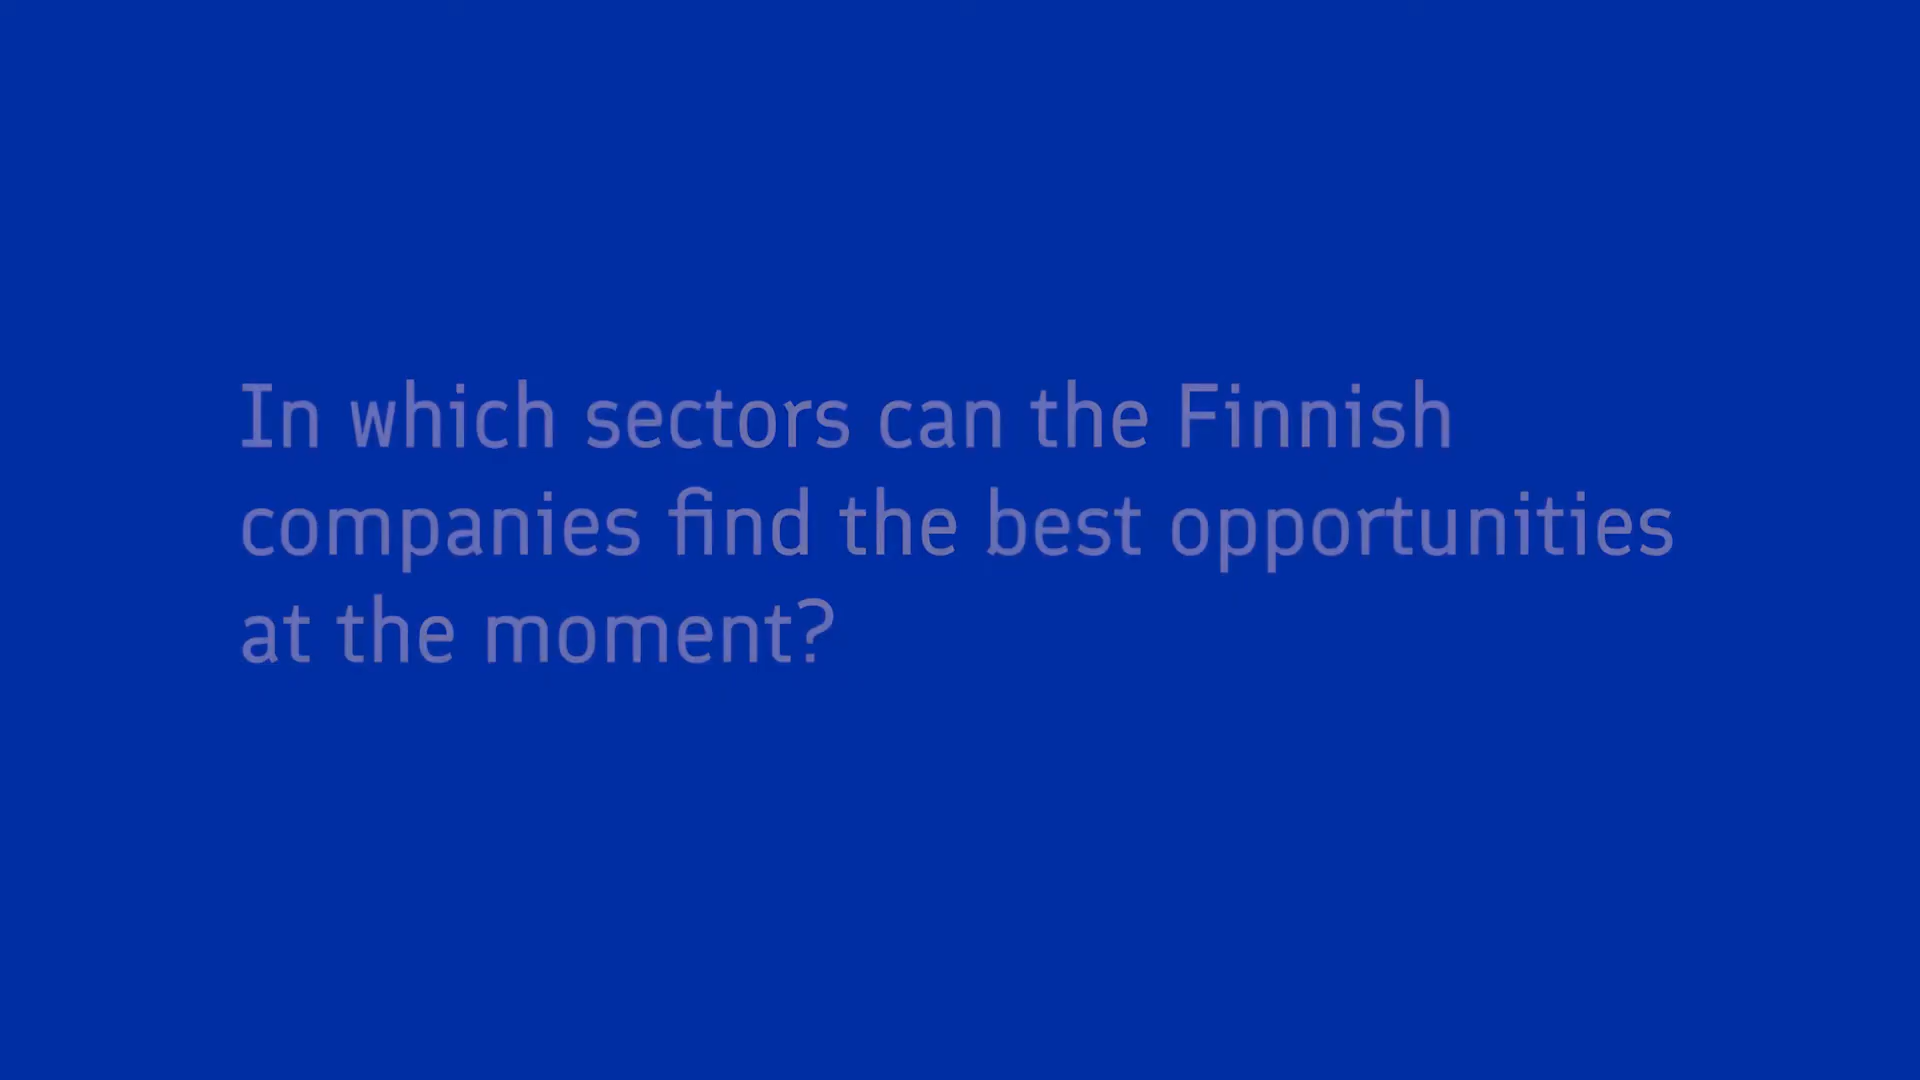 In which sectors can the Finnish
companies find the best opportunities
at the moment?